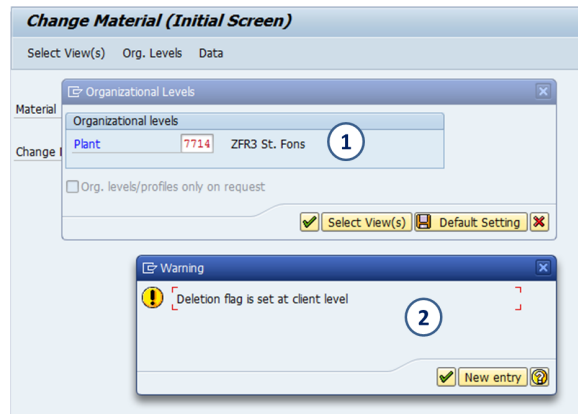 Change Material (Initial Screen)
Select View(s) Org. Levels Data
Organizational Levels
Material
Organizational levels
Plant 7714 ZFR3 St. Fons
1
Change
Org. levels/profiles only on request
Select View(s) Default Setting
Warning
Deletion flag is set at client level
2
New entry